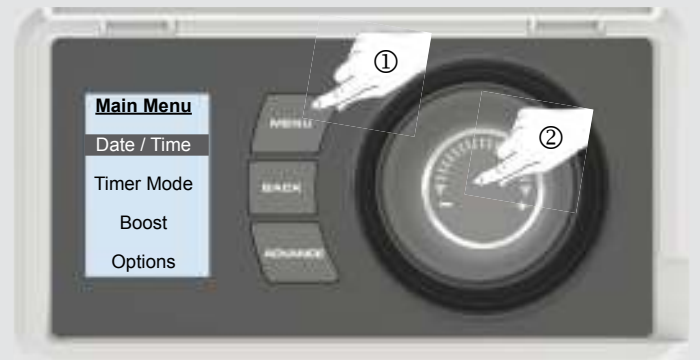 Main Menu
Date / Time
Timer Mode
Boost
Options
MENU
BACK
ADVANCE
①
②
− +